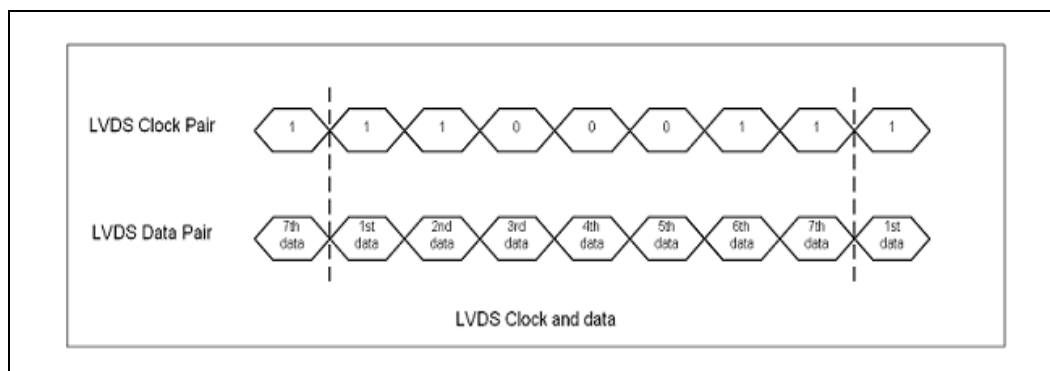 LVDS Clock Pair 1 1 1 0 0 0 1 1 1
LVDS Data Pair 7th data 1st data 2nd data 3rd data 4th data 5th data 6th data 7th data 1st data
LVDS Clock and data